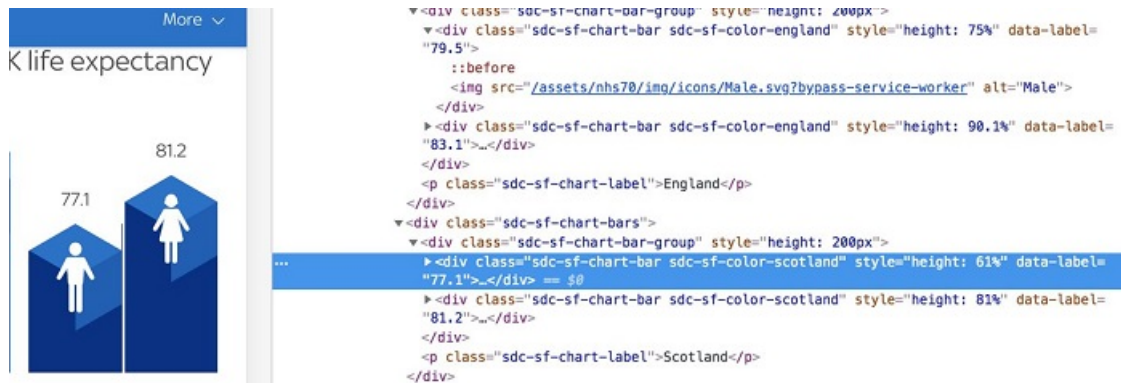 More
K life expectancy
81.2
77.1
▼<div class="sdc-sf-chart-bar-group" style="height: 200px">
▼<div class="sdc-sf-chart-bar sdc-sf-color-england" style="height: 75%" data-label=
"79.5">
::before
<img src="/assets/nhs70/img/icons/Male.svg?bypass-service-worker" alt="Male">
</div>
▶<div class="sdc-sf-chart-bar sdc-sf-color-england" style="height: 90.1%" data-label=
"83.1">…</div>
</div>
<p class="sdc-sf-chart-label">England</p>
</div>
▼<div class="sdc-sf-chart-bars">
▼<div class="sdc-sf-chart-bar-group" style="height: 200px">
... ▶<div class="sdc-sf-chart-bar sdc-sf-color-scotland" style="height: 61%" data-label=
"77.1">…</div> == $0
▶<div class="sdc-sf-chart-bar sdc-sf-color-scotland" style="height: 81%" data-label=
"81.2">…</div>
</div>
<p class="sdc-sf-chart-label">Scotland</p>
</div>